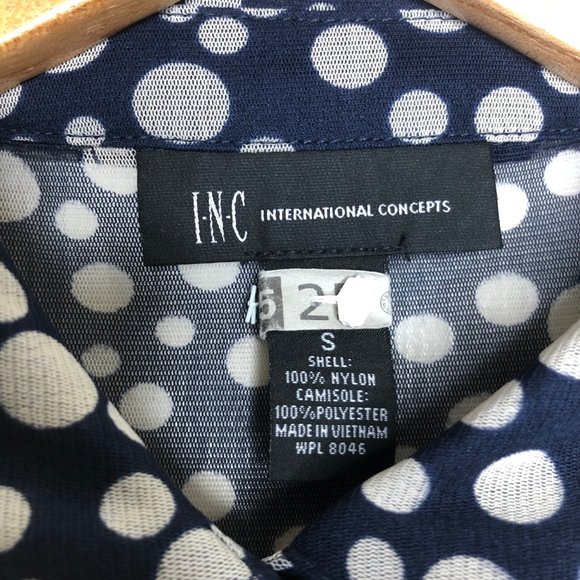 I·N·C INTERNATIONAL CONCEPTS
S
SHELL:
100% NYLON
CAMISOLE:
100%POLYESTER
MADE IN VIETNAM
WPL 8046